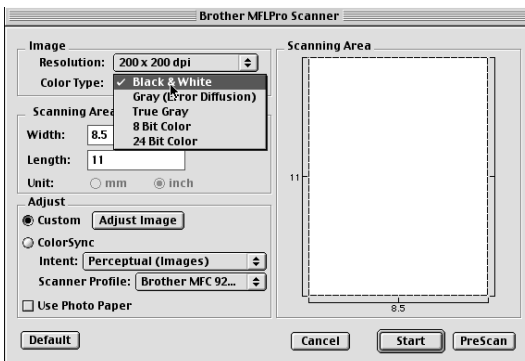 Brother MFLPro Scanner
Image
Resolution: 200 x 200 dpi
Color Type: ✓ Black & White
Gray (Error Diffusion)
True Gray
8 Bit Color
24 Bit Color
Scanning Area
Width: 8.5
Length: 11
Unit: mm inch
Adjust
Custom Adjust Image
ColorSync
Intent: Perceptual (Images)
Scanner Profile: Brother MFC 92...
Use Photo Paper
Scanning Area
11
8.5
Default Cancel Start PreScan